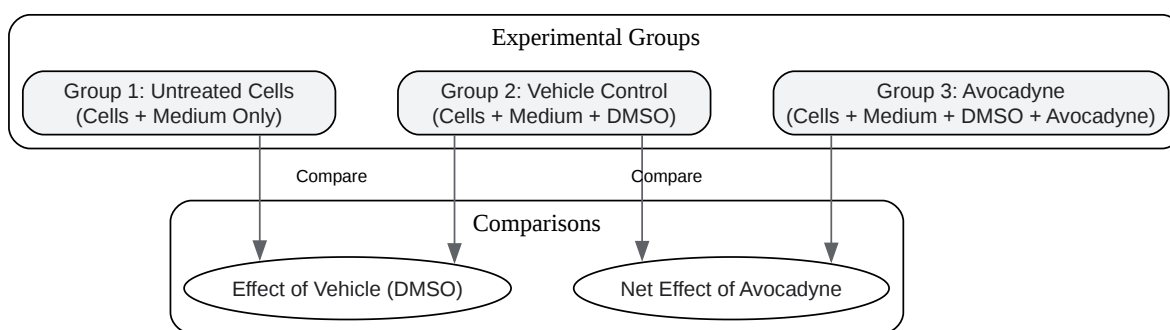 Experimental Groups
Group 1: Untreated Cells
(Cells + Medium Only)
Group 2: Vehicle Control
(Cells + Medium + DMSO)
Group 3: Avocadyne
(Cells + Medium + DMSO + Avocadyne)
Compare
Compare
Comparisons
Effect of Vehicle (DMSO)
Net Effect of Avocadyne